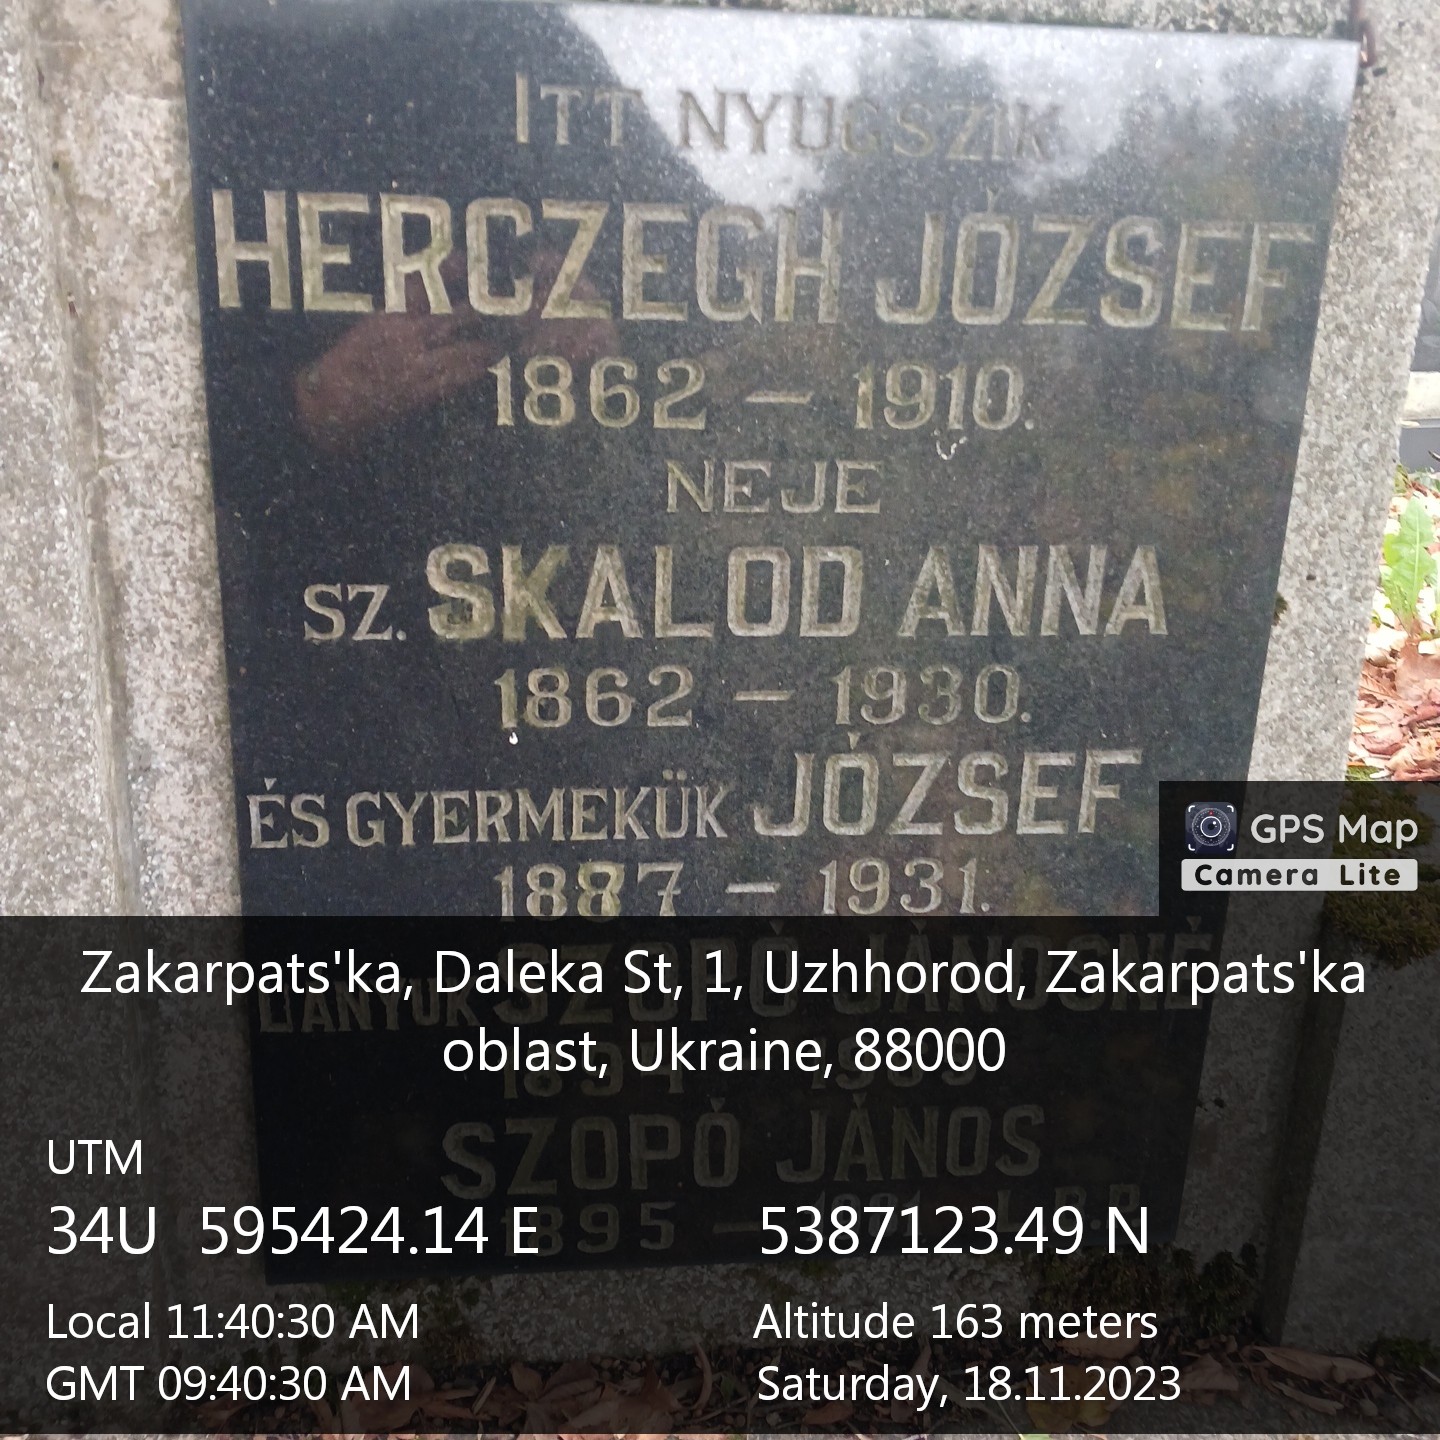 ITT NYUGSZIK
HERCZEGH JÓZSEF
1862 – 1910.
NEJE
SZ. SKALOD ANNA
1862 – 1930.
ÉS GYERMEKÜK JÓZSEF
1887 – 1931.
GPS Map
Camera Lite
SZOPÓ JÁNOSNÉ
Zakarpats'ka, Daleka St, 1, Uzhhorod, Zakarpats'ka
oblast, Ukraine, 88000
SZOPÓ JÁNOS
1895 –
UTM
34U 595424.14 E 5387123.49 N
Local 11:40:30 AM Altitude 163 meters
GMT 09:40:30 AM Saturday, 18.11.2023